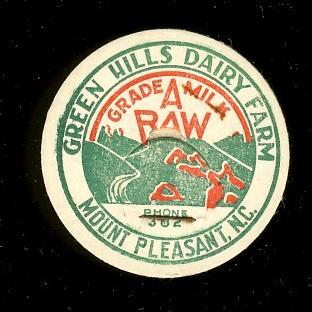 GREEN HILLS DAIRY FARM
GRADE A MILK
RAW
PHONE
362
MOUNT PLEASANT, N.C.